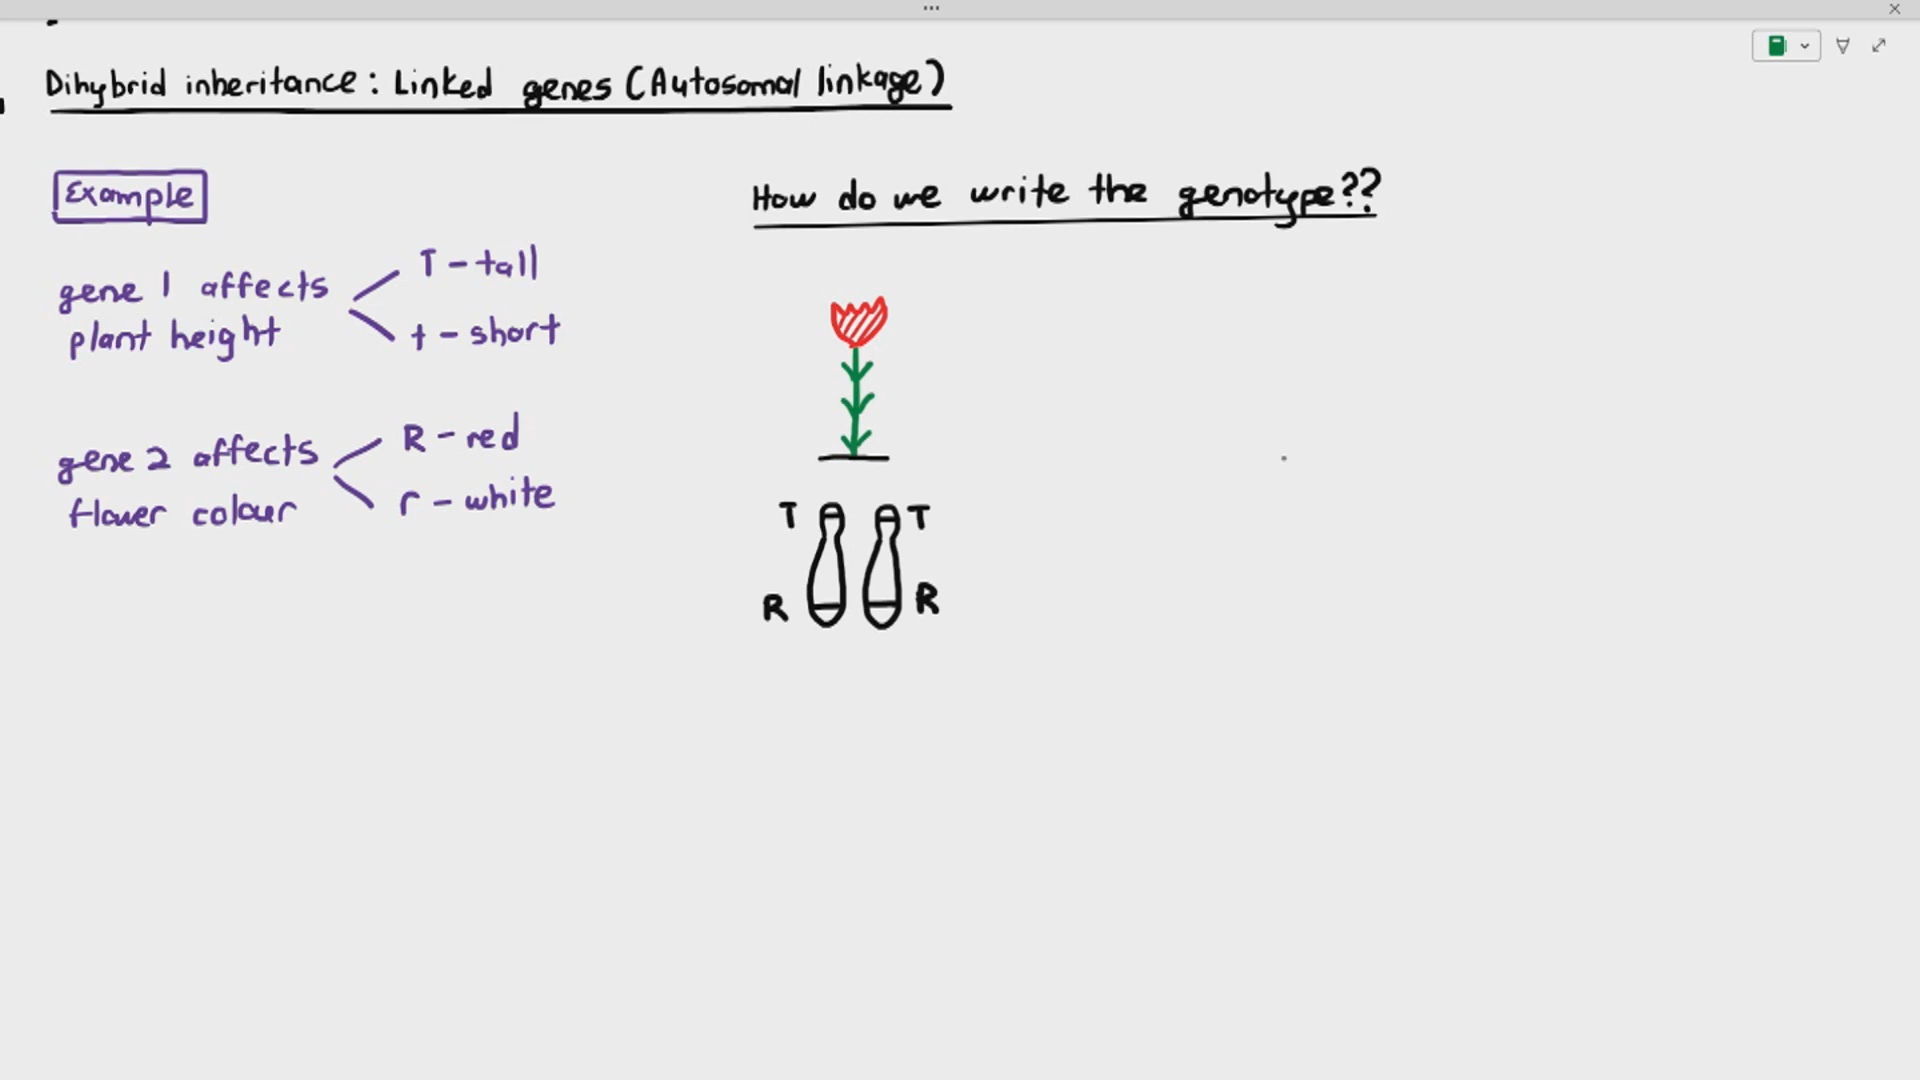 Dihybrid inheritance: Linked genes (Autosomal linkage)
Example
gene 1 affects
plant height
T - tall
t - short
gene 2 affects
flower colour
R - red
r - white
How do we write the genotype??
T T
R R